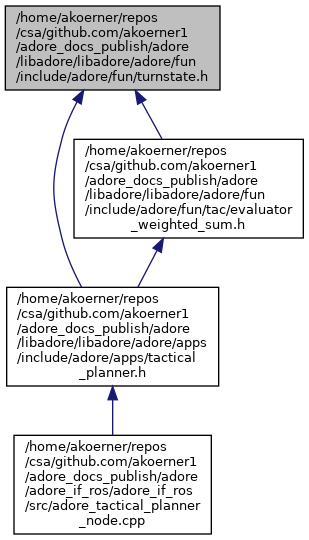 /home/akoerner/repos
/csa/github.com/akoerner1
/adore_docs_publish/adore
/libadore/libadore/adore/fun
/include/adore/fun/turnstate.h
/home/akoerner/repos
/csa/github.com/akoerner1
/adore_docs_publish/adore
/libadore/libadore/adore/fun
/include/adore/fun/tac/evaluator
_weighted_sum.h
/home/akoerner/repos
/csa/github.com/akoerner1
/adore_docs_publish/adore
/libadore/libadore/adore/apps
/include/adore/apps/tactical
_planner.h
/home/akoerner/repos
/csa/github.com/akoerner1
/adore_docs_publish/adore
/adore_if_ros/adore_if_ros
/src/adore_tactical_planner
_node.cpp